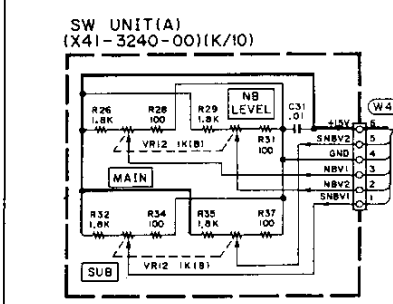 SW UNIT(A)
(X41-3240-00)(K/10)
NB
LEVEL
R26
1.8K
R28
100
R29
1.8K
C31
.01
R31
100
VR12 1K(B)
MAIN
R32
1.8K
R34
100
R35
1.8K
R37
100
VR12 1K(B)
SUB
W4
+15V 6
SNBV2 5
GND 4
NBV1 3
NBV2 2
SNBV1 1